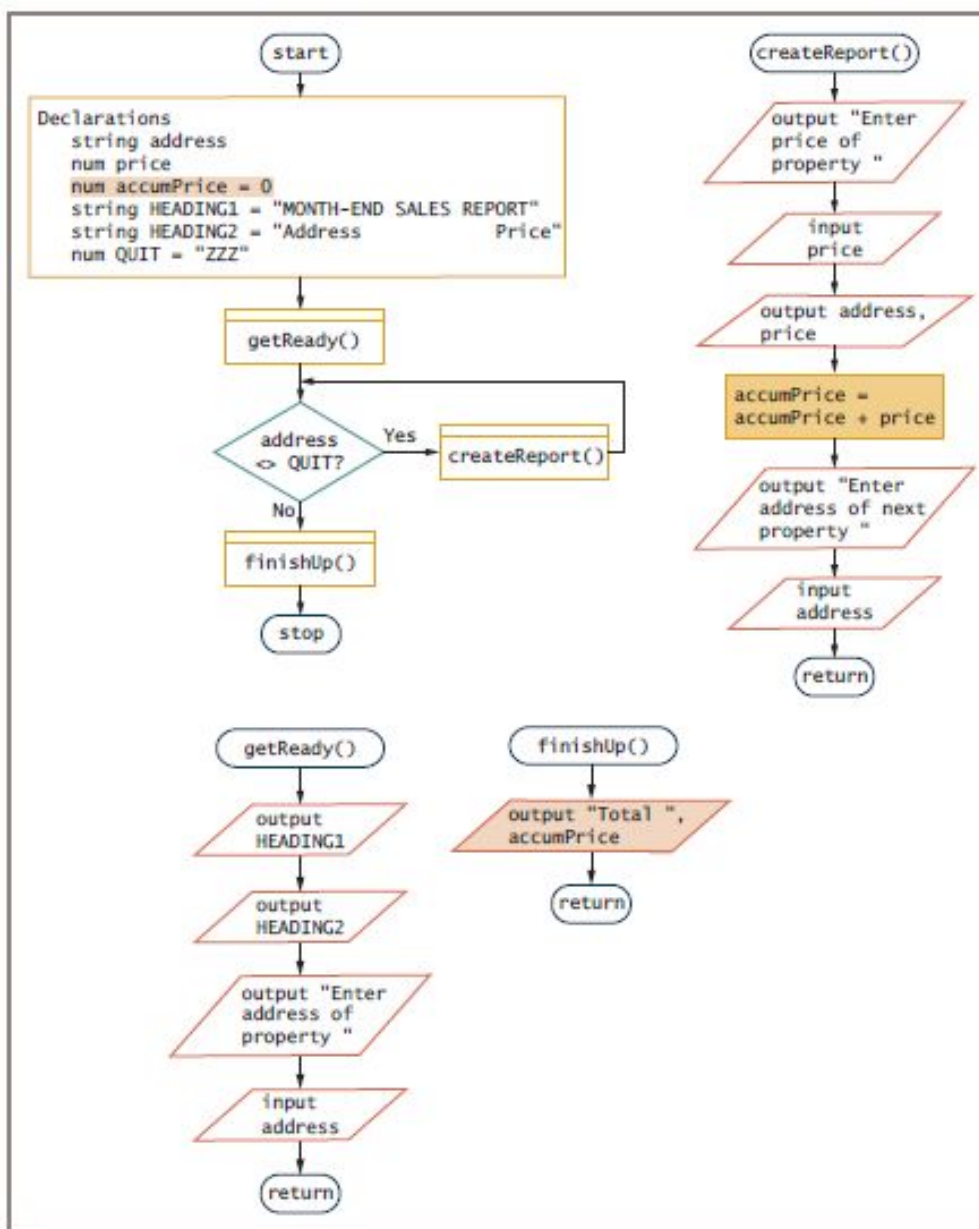 start
Declarations
string address
num price
num accumPrice = 0
string HEADING1 = "MONTH-END SALES REPORT"
string HEADING2 = "Address Price"
num QUIT = "ZZZ"
getReady()
address
<> QUIT?
Yes
createReport()
No
finishUp()
stop
createReport()
output "Enter
price of
property "
input
price
output address,
price
accumPrice =
accumPrice + price
output "Enter
address of next
property "
input
address
return
getReady()
output
HEADING1
output
HEADING2
output "Enter
address of
property "
input
address
return
finishUp()
output "Total ",
accumPrice
return